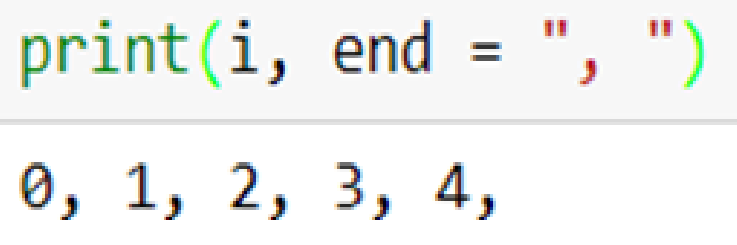 print(i, end = ", ")
0, 1, 2, 3, 4,